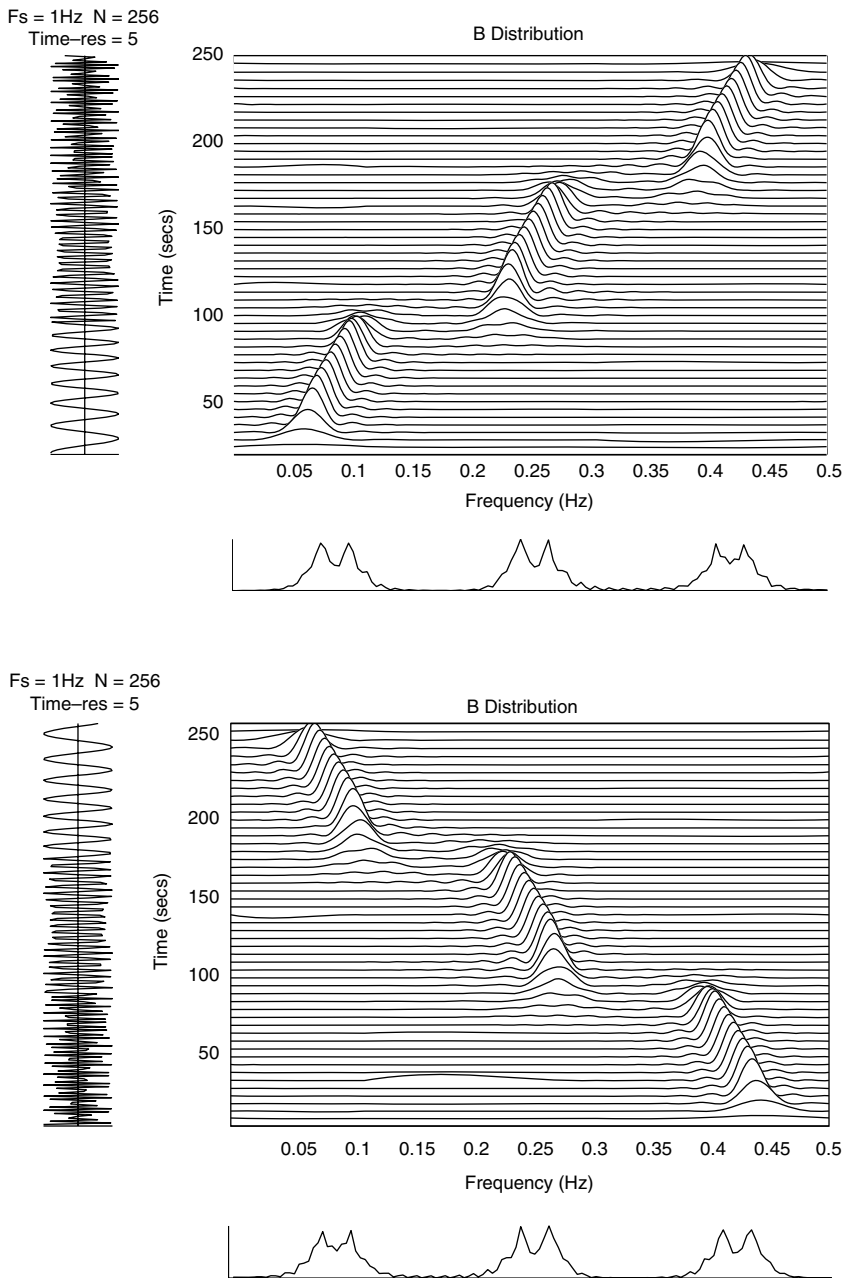 Fs = 1Hz N = 256
Time–res = 5
B Distribution
250
200
150
100
50
Time (secs)
0.05 0.1 0.15 0.2 0.25 0.3 0.35 0.4 0.45 0.5
Frequency (Hz)
Fs = 1Hz N = 256
Time–res = 5
B Distribution
250
200
150
100
50
Time (secs)
0.05 0.1 0.15 0.2 0.25 0.3 0.35 0.4 0.45 0.5
Frequency (Hz)